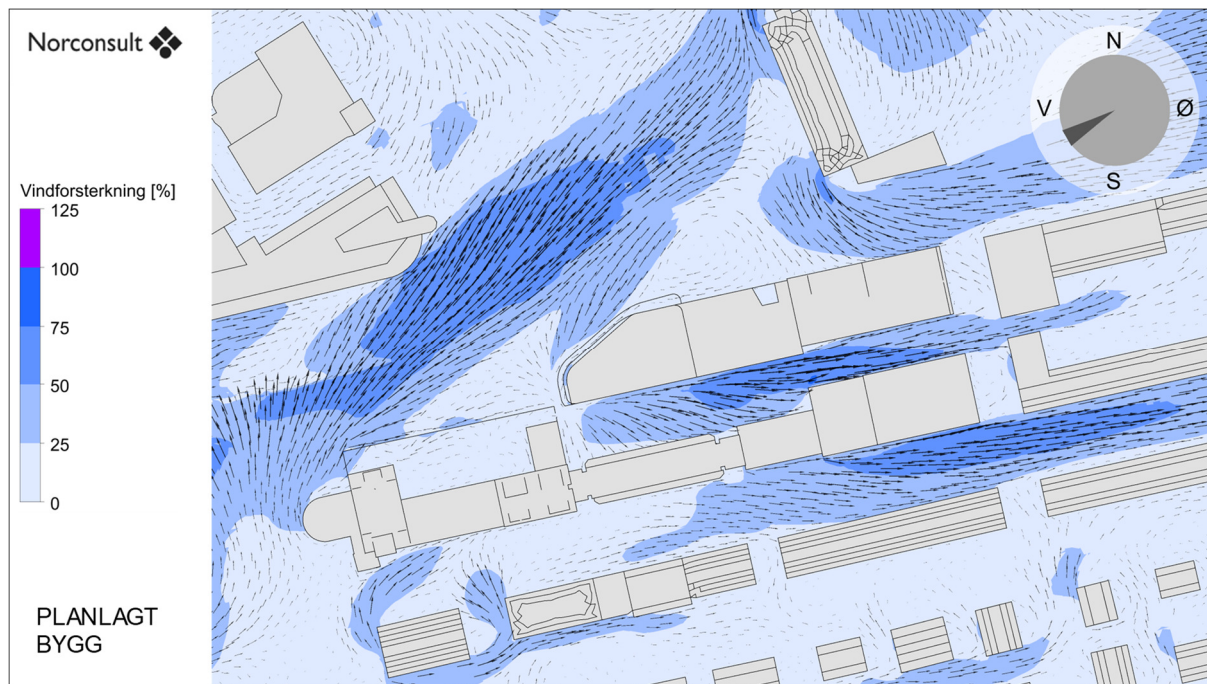 Norconsult
N
V
Ø
S
Vindforsterkning [%]
125
100
75
50
25
0
PLANLAGT
BYGG